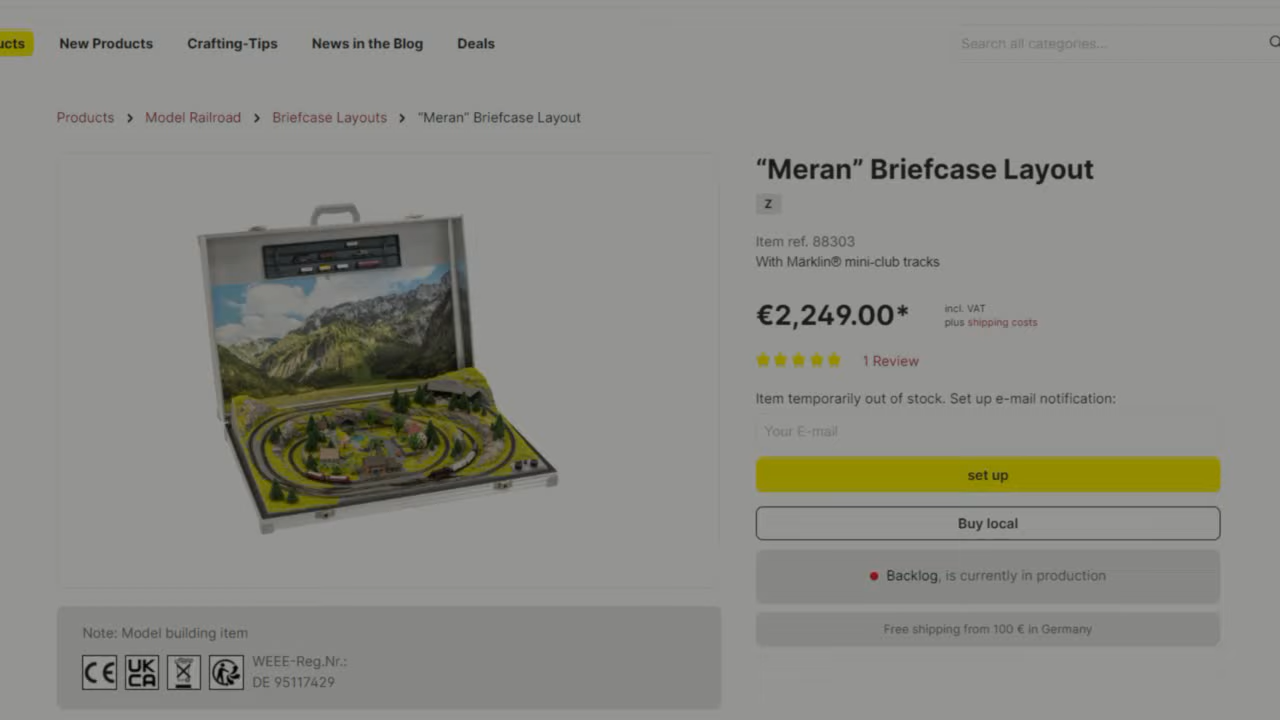 ucts
New Products
Crafting-Tips
News in the Blog
Deals
Search all categories...
Products > Model Railroad > Briefcase Layouts > “Meran” Briefcase Layout
“Meran” Briefcase Layout
Z
Item ref. 88303
With Märklin® mini-club tracks
€2,249.00*
incl. VAT
plus shipping costs
1 Review
Item temporarily out of stock. Set up e-mail notification:
Your E-mail
set up
Buy local
Backlog, is currently in production
Free shipping from 100 € in Germany
Note: Model building item
CE
UK
CA
WEEE-Reg.Nr.:
DE 95117429